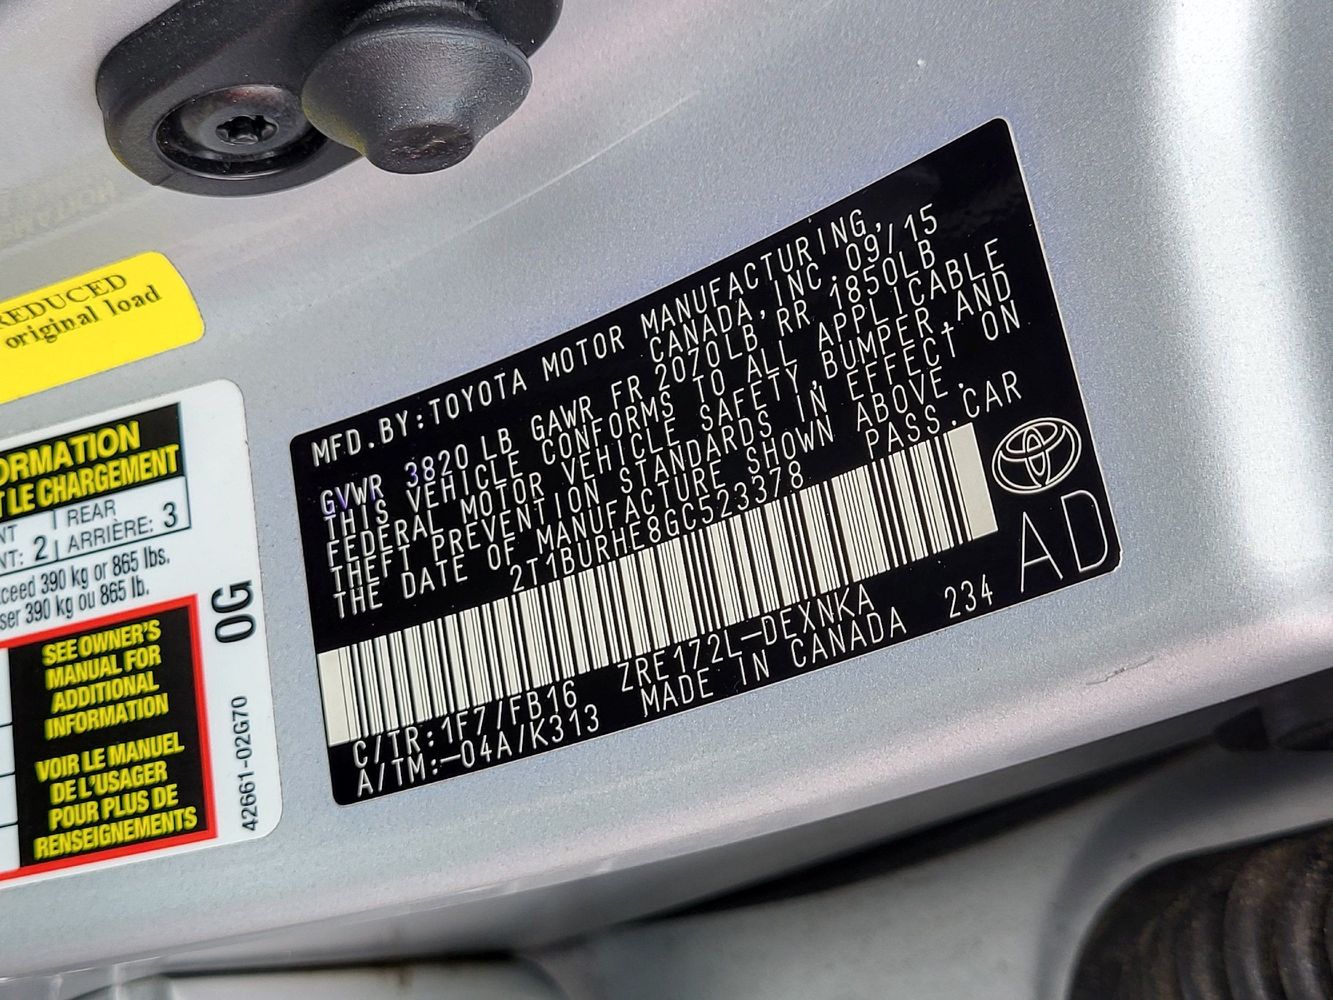 REDUCED
original load
ORMATION
T LE CHARGEMENT
NT
REAR
NT: 2
ARRIÈRE: 3
ceed 390 kg or 865 lbs.
ser 390 kg ou 865 lb.
SEE OWNER'S
MANUAL FOR
ADDITIONAL
INFORMATION
VOIR LE MANUEL
DE L'USAGER
POUR PLUS DE
RENSEIGNEMENTS
0G
42661-02G70
MFD.BY:TOYOTA MOTOR MANUFACTURING,
CANADA, INC. 09/15
GVWR 3820 LB GAWR FR 2070LB RR 1850LB
THIS VEHICLE CONFORMS TO ALL APPLICABLE
FEDERAL MOTOR VEHICLE SAFETY,BUMPER,AND
THEFT PREVENTION STANDARDS IN EFFECT ON
THE DATE OF MANUFACTURE SHOWN ABOVE.
2T1BURHE8GC523378 PASS.CAR
C/TR:1F7/FB16 ZRE172L-DEXNKA
A/TM:-04A/K313 MADE IN CANADA 234
AD